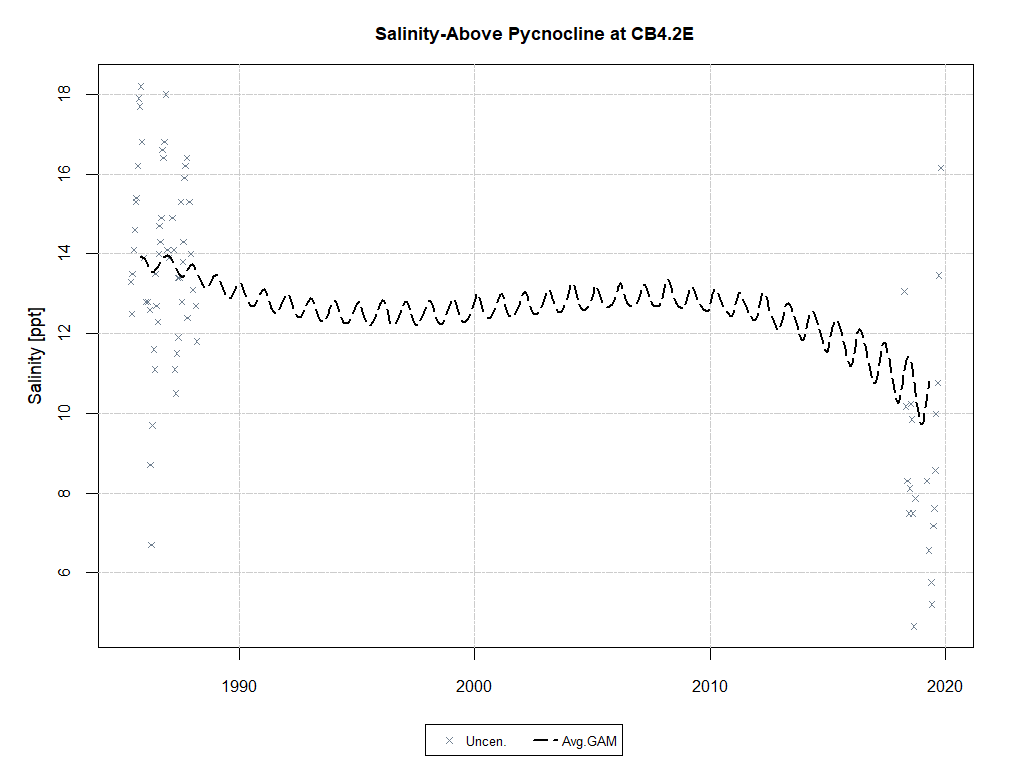 Salinity-Above Pycnocline at CB4.2E
Salinity [ppt]
18
16
14
12
10
8
6
1990
2000
2010
2020
Uncen.
Avg.GAM